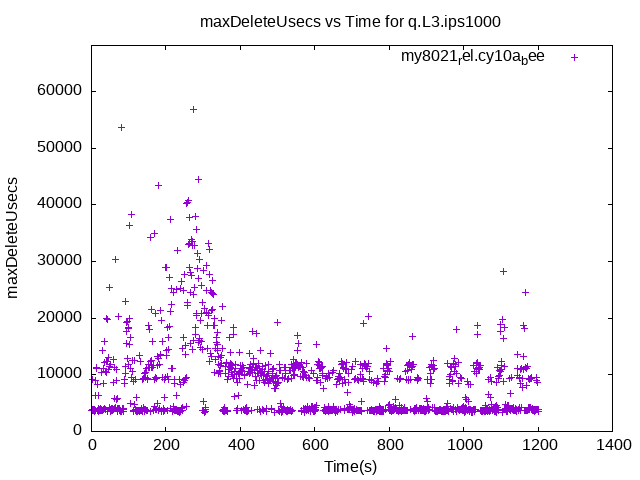 maxDeleteUsecs vs Time for q.L3.ips1000
my8021rel.cy10abee
60000
50000
40000
30000
20000
10000
0
maxDeleteUsecs
0 200 400 600 800 1000 1200 1400
Time(s)